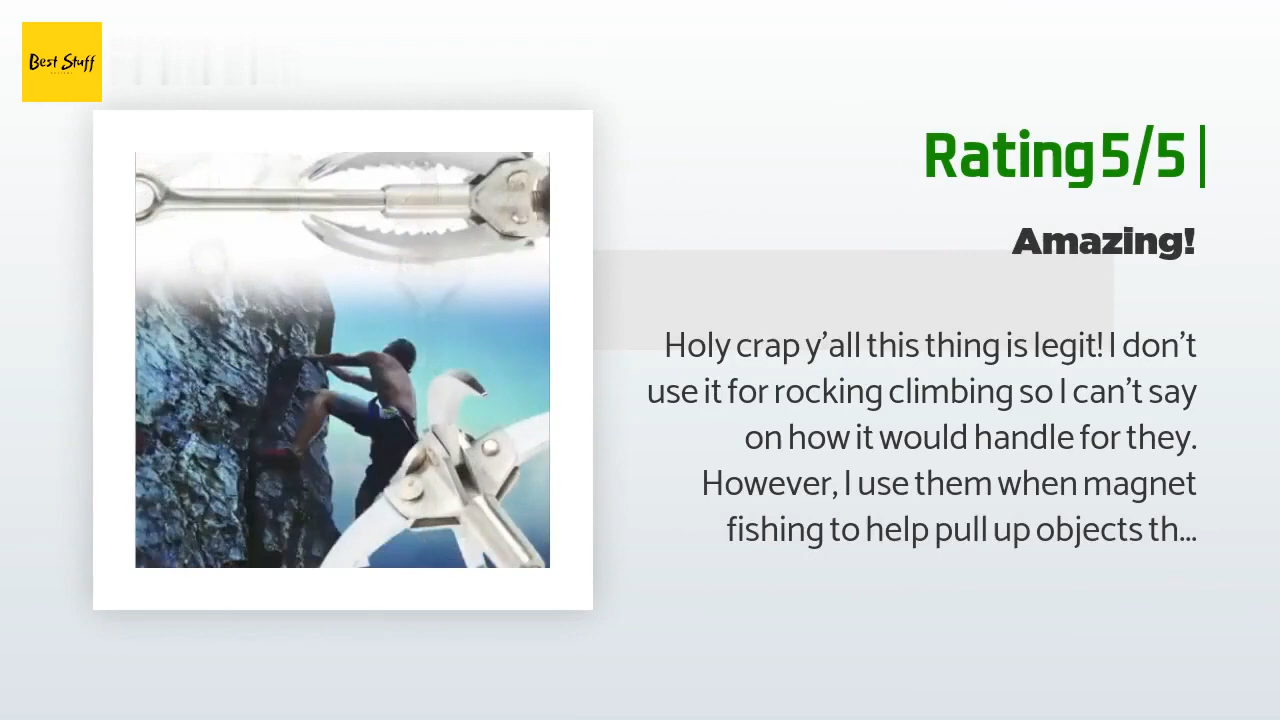 Best Stuff
Rating 5/5
Amazing!
Holy crap y'all this thing is legit! I don't
use it for rocking climbing so I can't say
on how it would handle for they.
However, I use them when magnet
fishing to help pull up objects th...